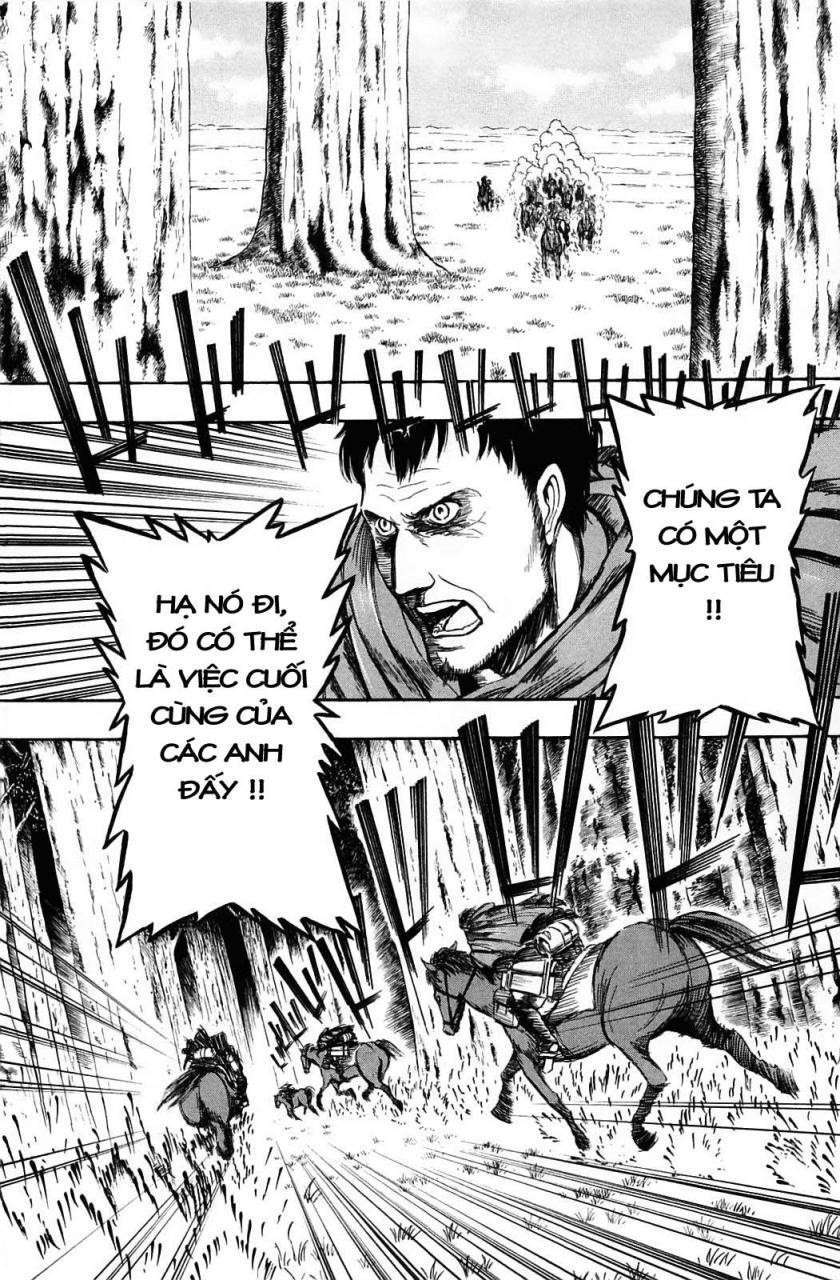 CHÚNG TA
CÓ MỘT
MỤC TIÊU
!!
HẠ NÓ ĐI,
ĐÓ CÓ THỂ
LÀ VIỆC CUỐI
CÙNG CỦA
CÁC ANH
ĐẤY !!